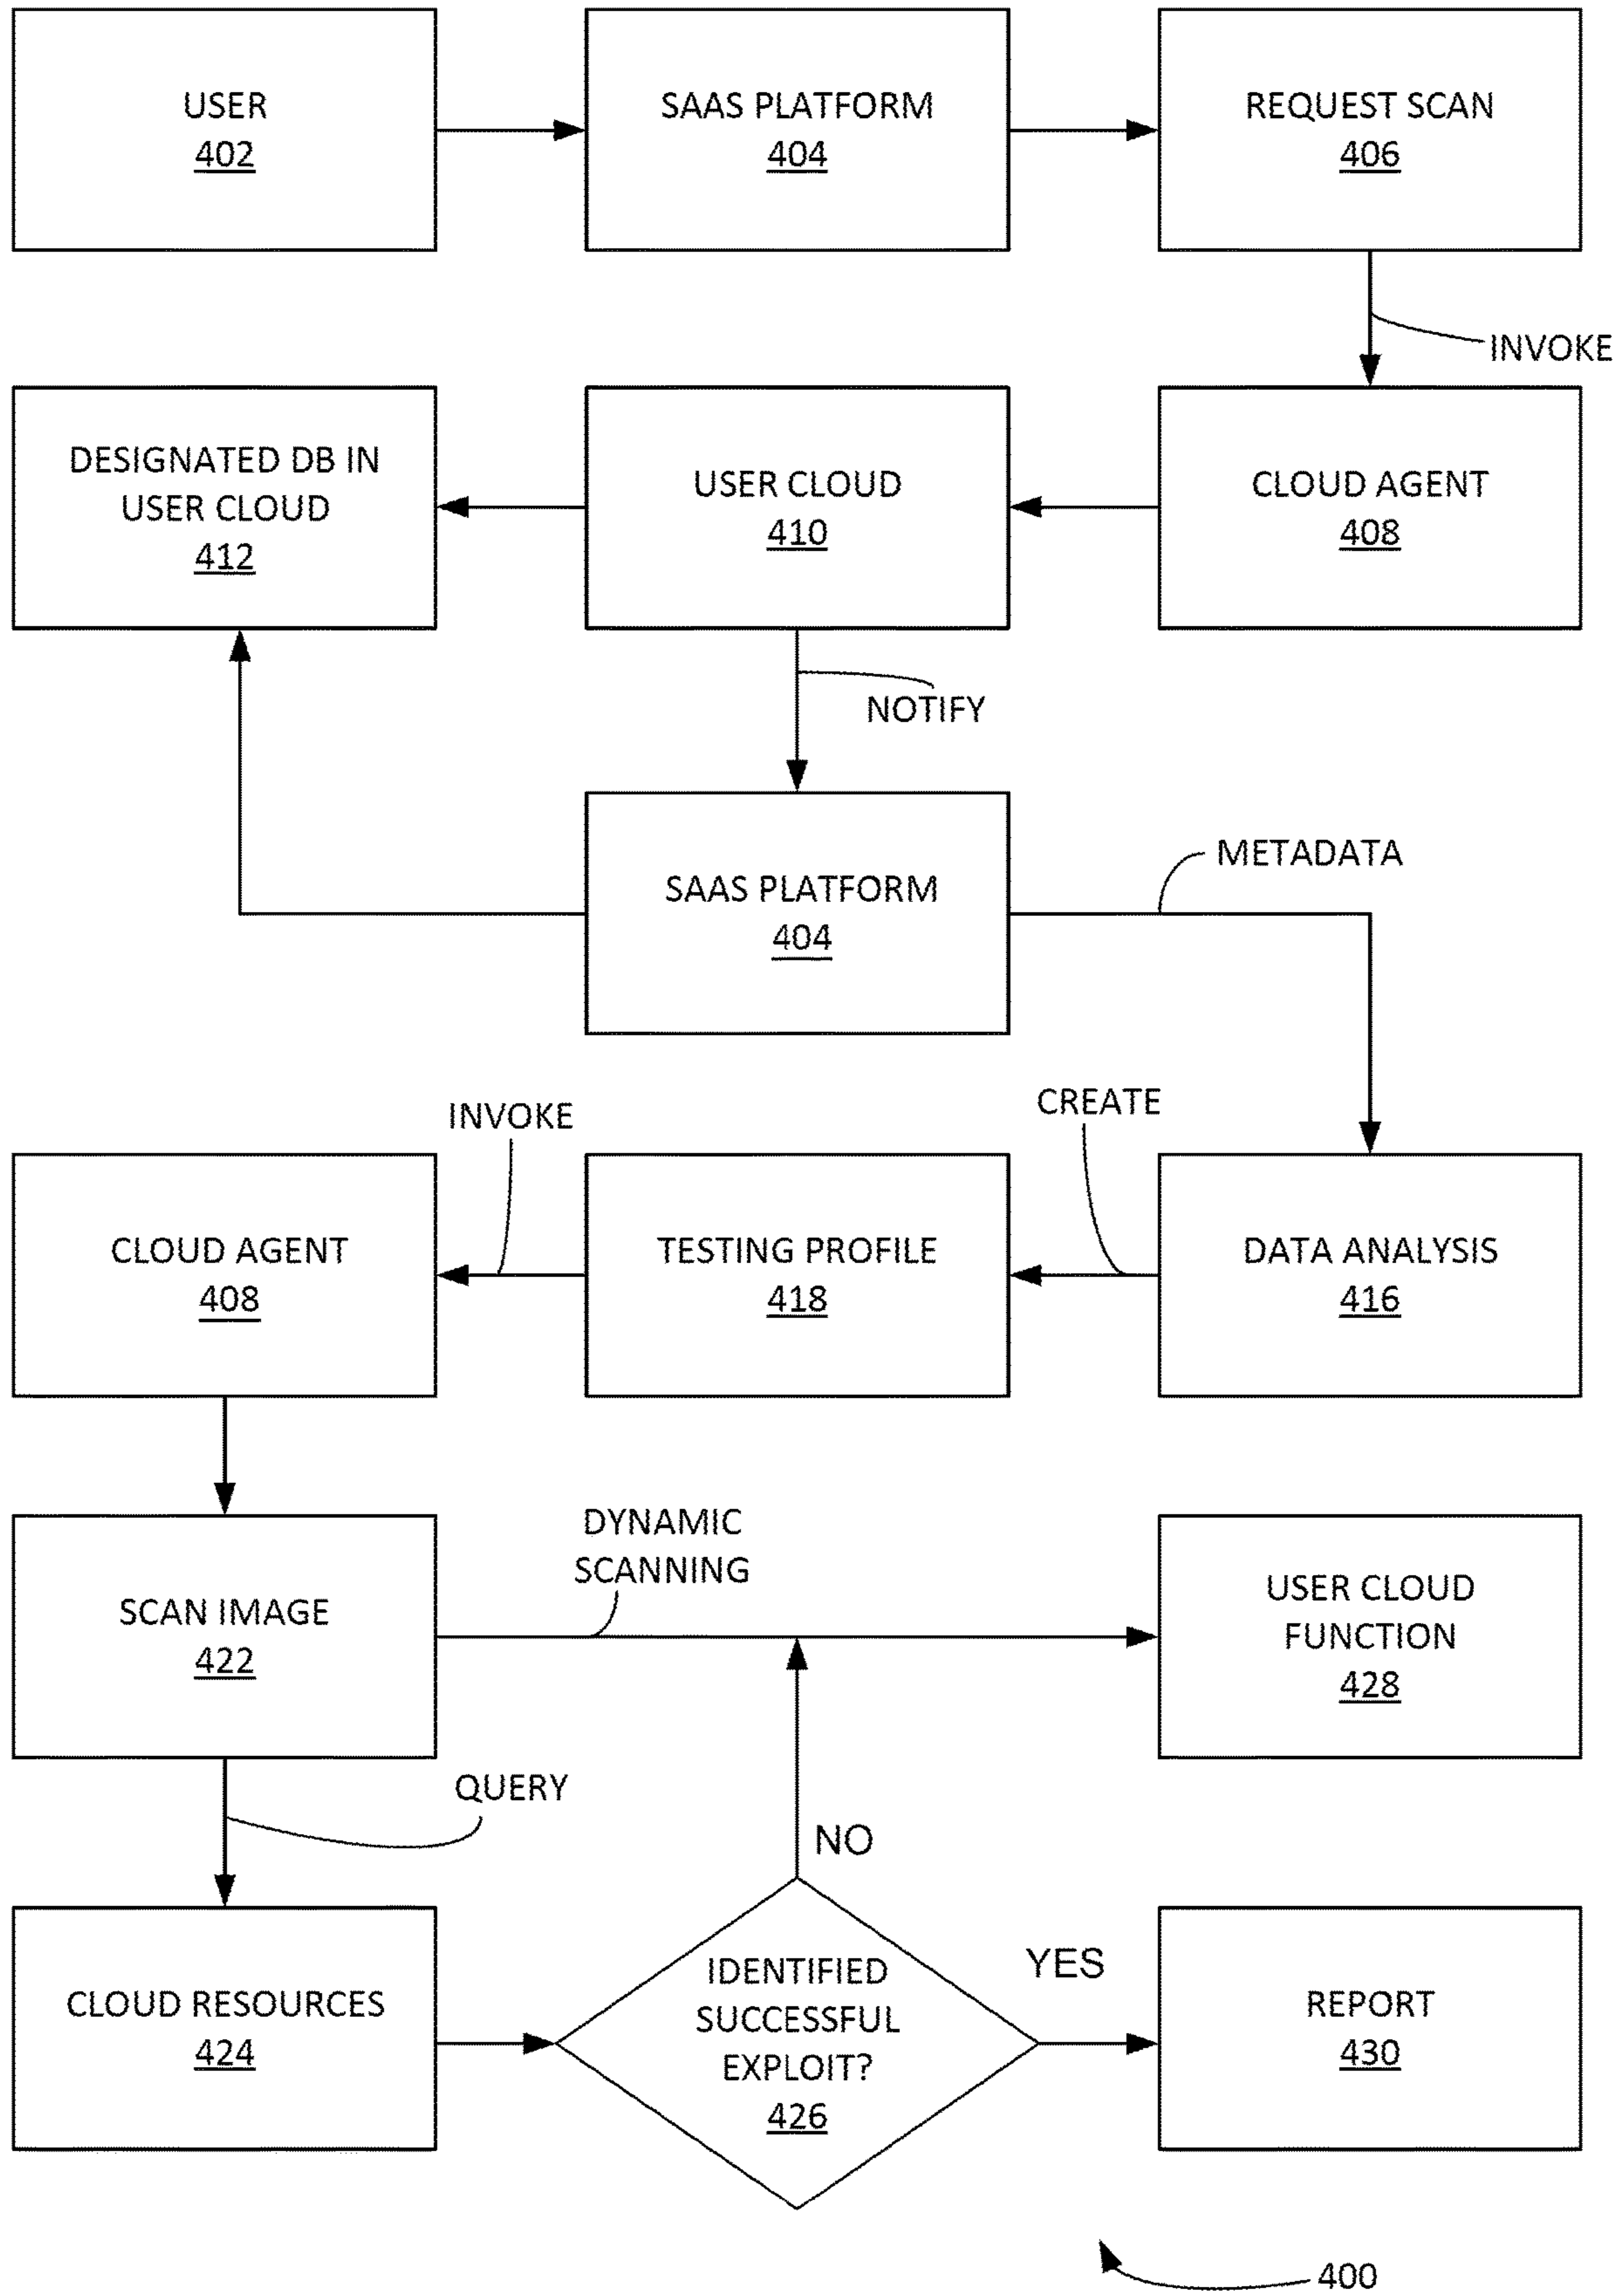 USER
402
SAAS PLATFORM
404
REQUEST SCAN
406
INVOKE
DESIGNATED DB IN
USER CLOUD
412
USER CLOUD
410
CLOUD AGENT
408
NOTIFY
SAAS PLATFORM
404
METADATA
INVOKE
CREATE
CLOUD AGENT
408
TESTING PROFILE
418
DATA ANALYSIS
416
SCAN IMAGE
422
DYNAMIC
SCANNING
USER CLOUD
FUNCTION
428
QUERY
NO
CLOUD RESOURCES
424
IDENTIFIED
SUCCESSFUL
EXPLOIT?
426
YES
REPORT
430
400